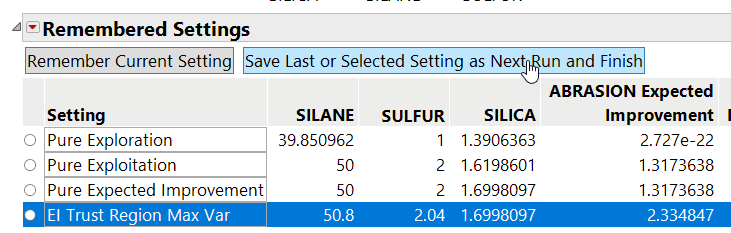 Remembered Settings
Remember Current Setting Save Last or Selected Setting as Next Run and Finish
ABRASION Expected
Setting SILANE SULFUR SILICA Improvement
Pure Exploration 39.850962 1 1.3906363 2.727e-22
Pure Exploitation 50 2 1.6198601 1.3173638
Pure Expected Improvement 50 2 1.6998097 1.3173638
EI Trust Region Max Var 50.8 2.04 1.6998097 2.334847